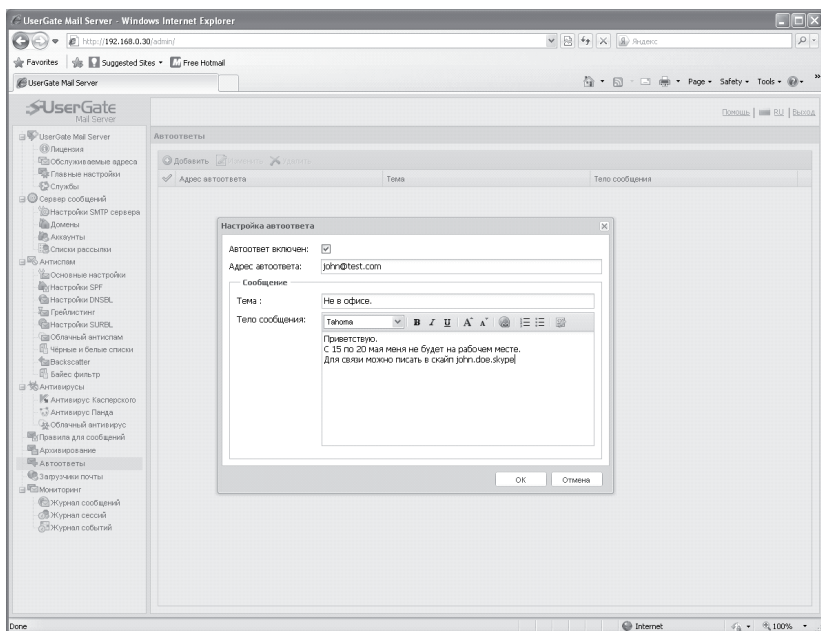 UserGate Mail Server - Windows Internet Explorer
http://192.168.0.30/admin/
Яндекс
Favorites Suggested Sites Free Hotmail
UserGate Mail Server
Page Safety Tools
UserGate
Mail Server
Помощь RU Выход
UserGate Mail Server
Лицензия
Обслуживаемые адреса
Главные настройки
Службы
Сервер сообщений
Настройки SMTP сервера
Домены
Аккаунты
Списки рассылки
Антиспам
Основные настройки
Настройки SPF
Настройки DNSBL
Грейлистинг
Настройки SURBL
Облачный антиспам
Чёрные и белые списки
Backscatter
Байес фильтр
Антивирусы
Антивирус Касперского
Антивирус Панда
Облачный антивирус
Правила для сообщений
Архивирование
Автоответы
Загрузчики почты
Мониторинг
Журнал сообщений
Журнал сессий
Журнал событий
Автоответы
Добавить Изменить Удалить
Адрес автоответа Тема Тело сообщения
Настройка автоответа
Автоответ включен:
Адрес автоответа: john@test.com
Сообщение
Тема : Не в офисе.
Тело сообщения: Tahoma B I U A A
Приветствую.
С 15 по 20 мая меня не будет на рабочем месте.
Для связи можно писать в скайп john.doe.skype
ОК Отмена
Done Internet 100%